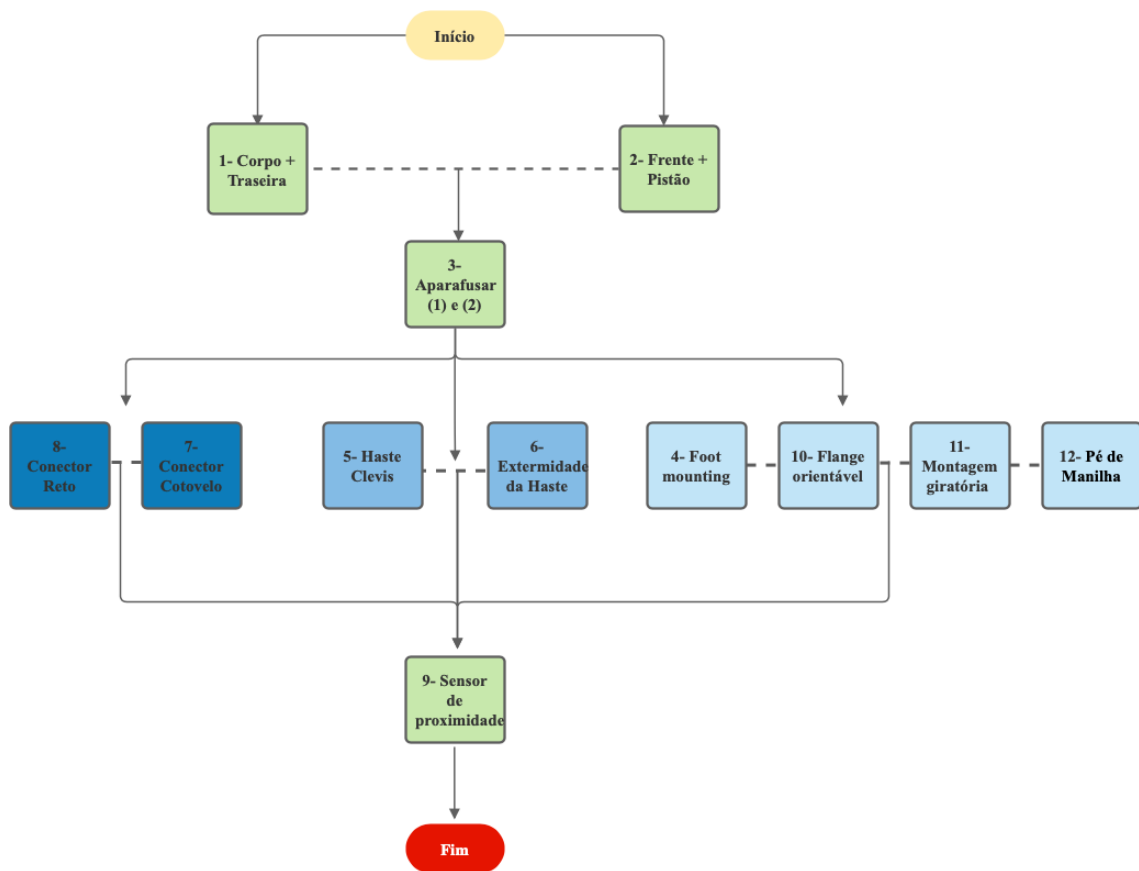 Início
1- Corpo +
Traseira
2- Frente +
Pistão
3-
Aparafusar
(1) e (2)
8-
Conector
Reto
7-
Conector
Cotovelo
5- Haste
Clevis
6-
Extermidade
da Haste
4- Foot
mounting
10- Flange
orientável
11-
Montagem
giratória
12- Pé de
Manilha
9- Sensor
de
proximidade
Fim